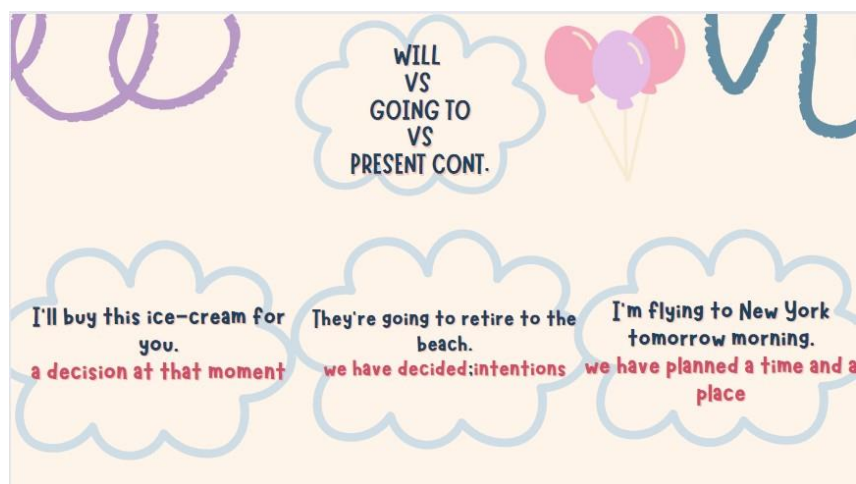 WILL
VS
GOING TO
VS
PRESENT CONT.
I'll buy this ice-cream for
you.
a decision at that moment
They're going to retire to the
beach.
we have decided:intentions
I'm flying to New York
tomorrow morning.
we have planned a time and a
place